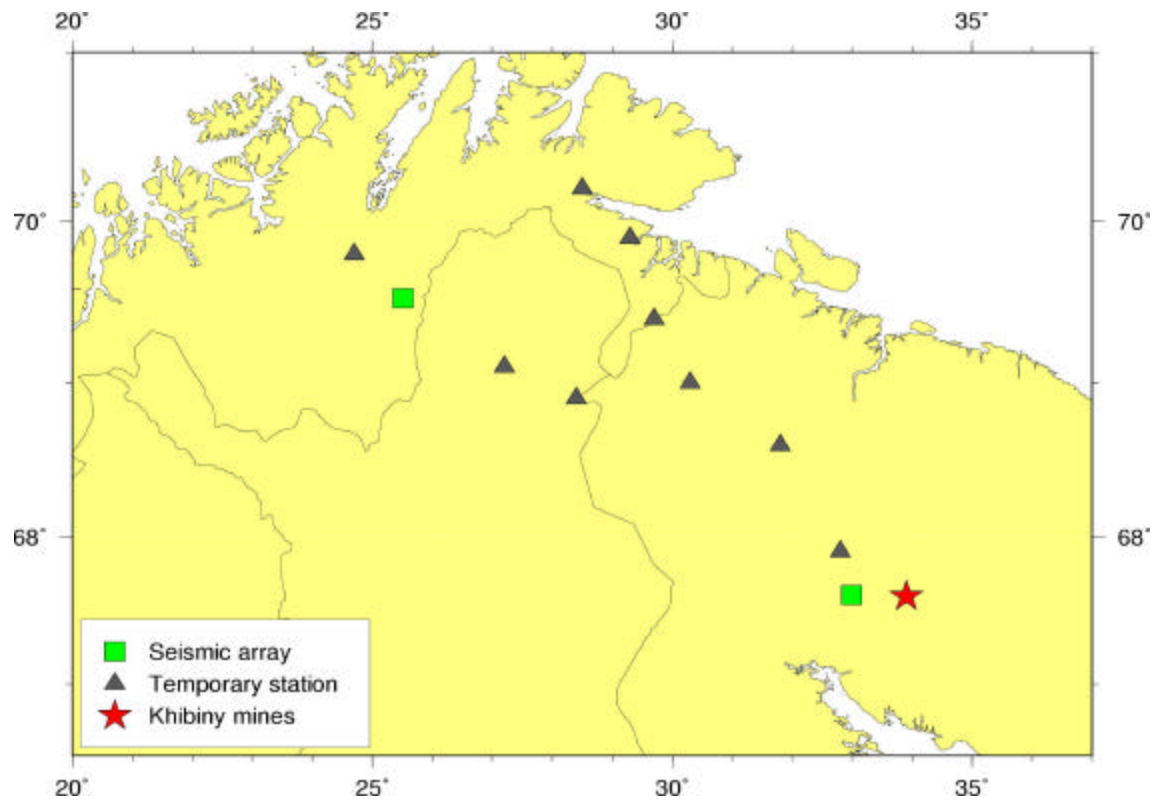 20˚ 25˚ 30˚ 35˚
70˚ 70˚
68˚ 68˚
Seismic array
Temporary station
Khibiny mines
20˚ 25˚ 30˚ 35˚